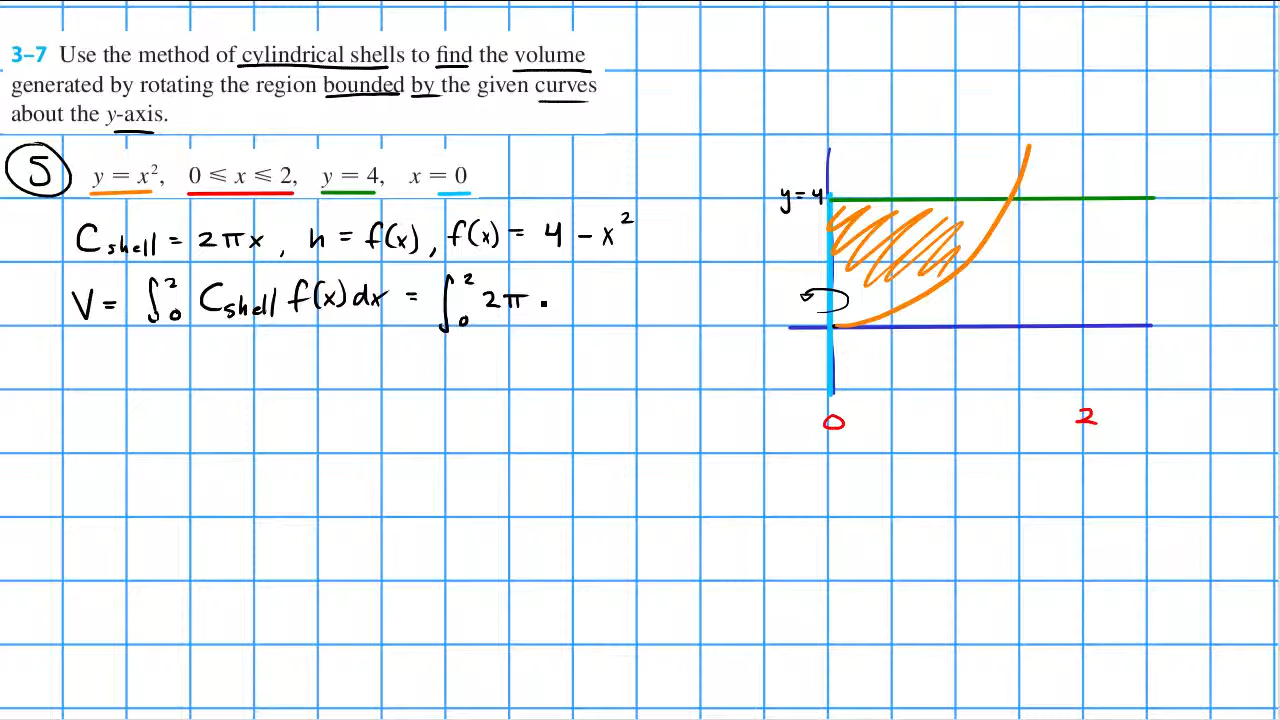 3–7 Use the method of cylindrical shells to find the volume
generated by rotating the region bounded by the given curves
about the y-axis.
5 y = x², 0 ⩽ x ⩽ 2, y = 4, x = 0
C_shell = 2πx, h = f(x), f(x) = 4 - x²
V = ∫₀² C_shell f(x)dx = ∫₀² 2π ·
y = 4
0 2